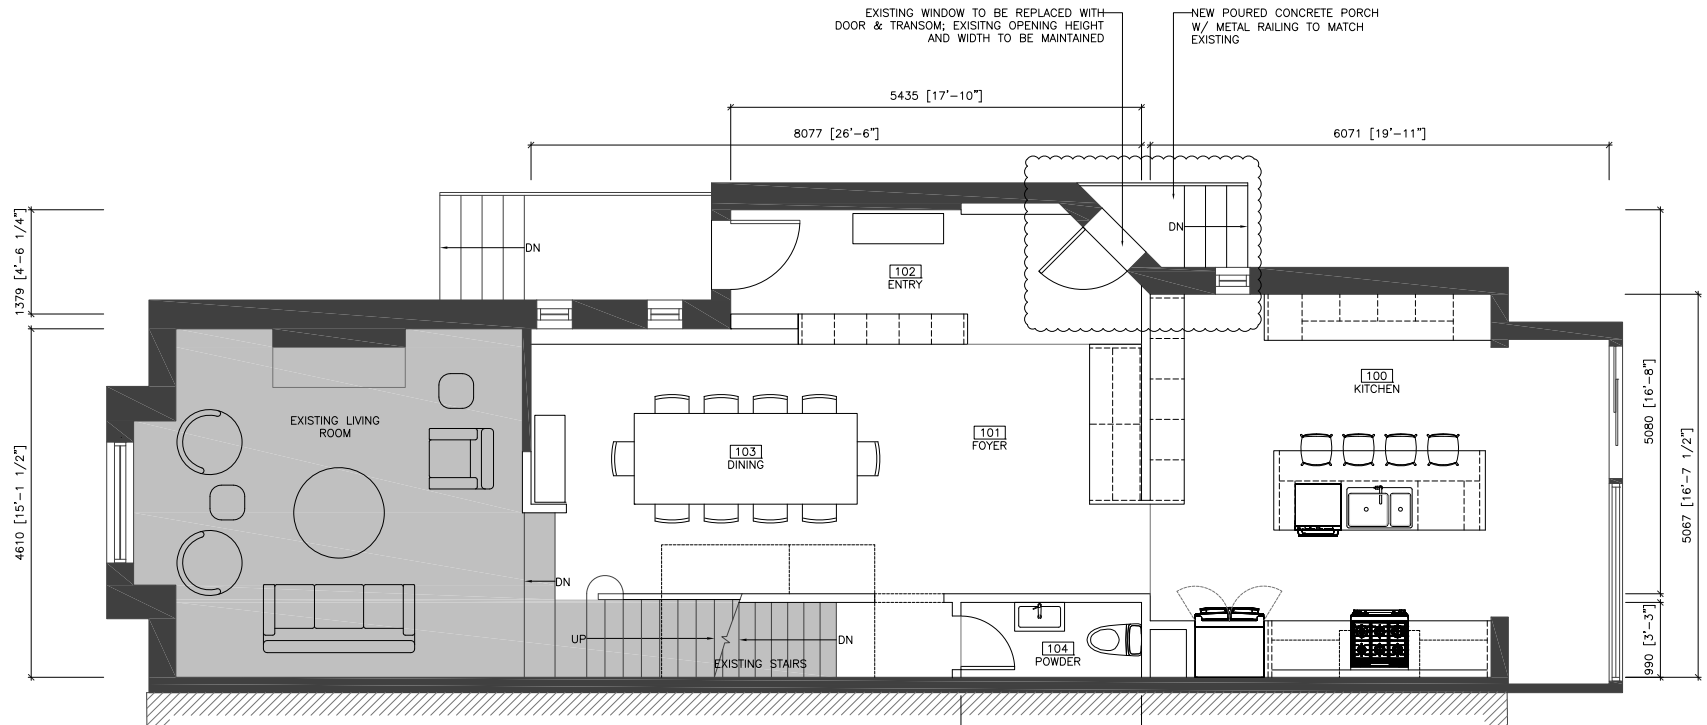 EXISTING WINDOW TO BE REPLACED WITH
DOOR & TRANSOM; EXISITNG OPENING HEIGHT
AND WIDTH TO BE MAINTAINED
NEW POURED CONCRETE PORCH
W/ METAL RAILING TO MATCH
EXISTING
5435 [17'-10"]
8077 [26'-6"]
6071 [19'-11"]
1379 [4'-6 1/4"]
DN
DN
102
ENTRY
100
KITCHEN
5080 [16'-8"]
EXISTING LIVING
ROOM
101
FOYER
103
DINING
4610 [15'-1 1/2"]
5067 [16'-7 1/2"]
DN
UP
DN
EXISTING STAIRS
104
POWDER
990 [3'-3"]